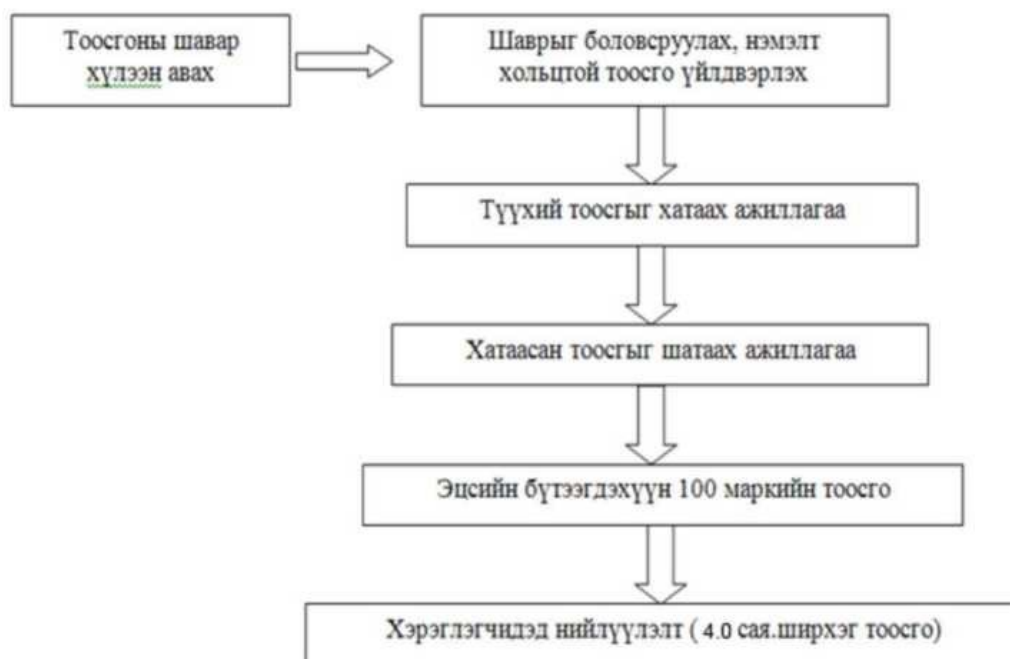 Тоосгоны шавар
хүлээн авах
Шаврыг боловсруулах, нэмэлт
хольцтой тоосго үйлдвэрлэх
Түүхий тоосгыг хатаах ажиллагаа
Хатаасан тоосгыг шатаах ажиллагаа
Эцсийн бүтээгдэхүүн 100 маркийн тоосго
Хэрэглэгчидэд нийлүүлэлт ( 4.0 сая.ширхэг тоосго)